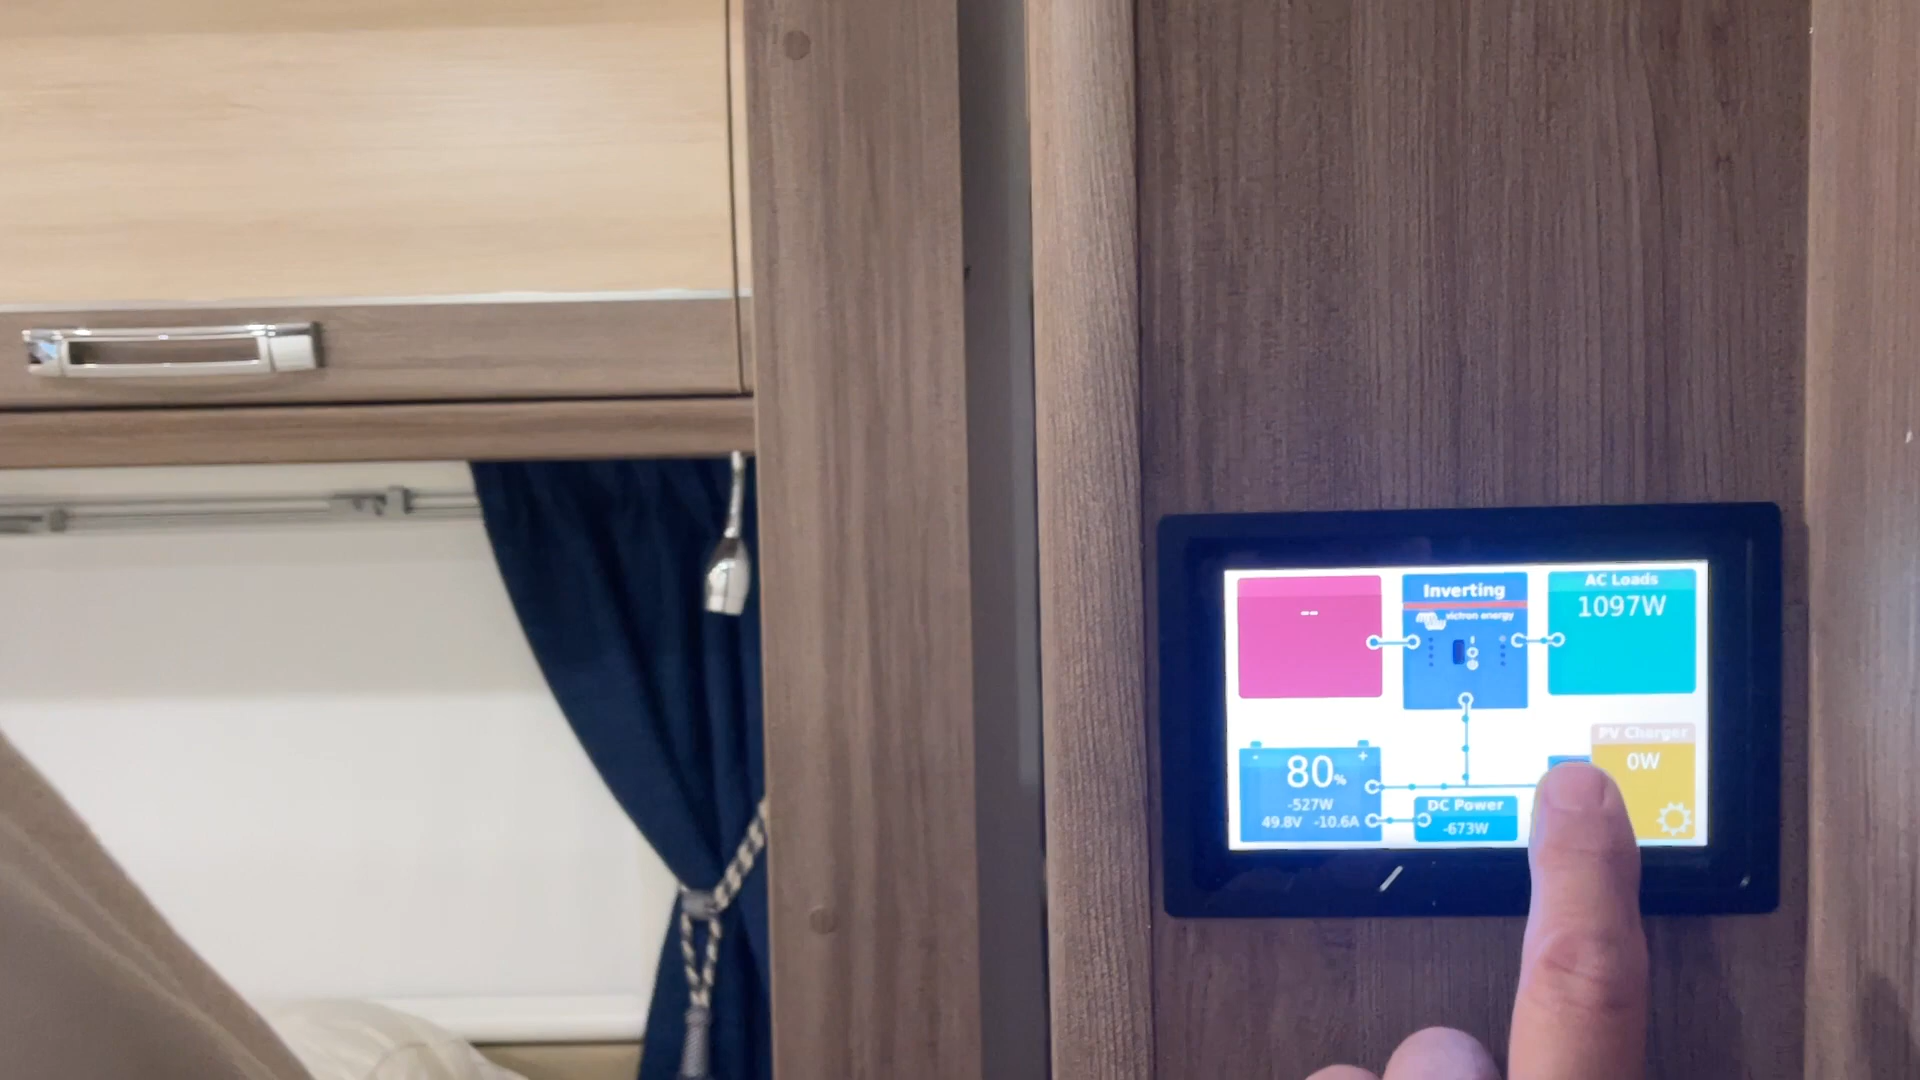 --
Inverting
victron energy
AC Loads
1097W
80%
-527W
49.8V -10.6A
DC Power
-673W
PV Charger
0W